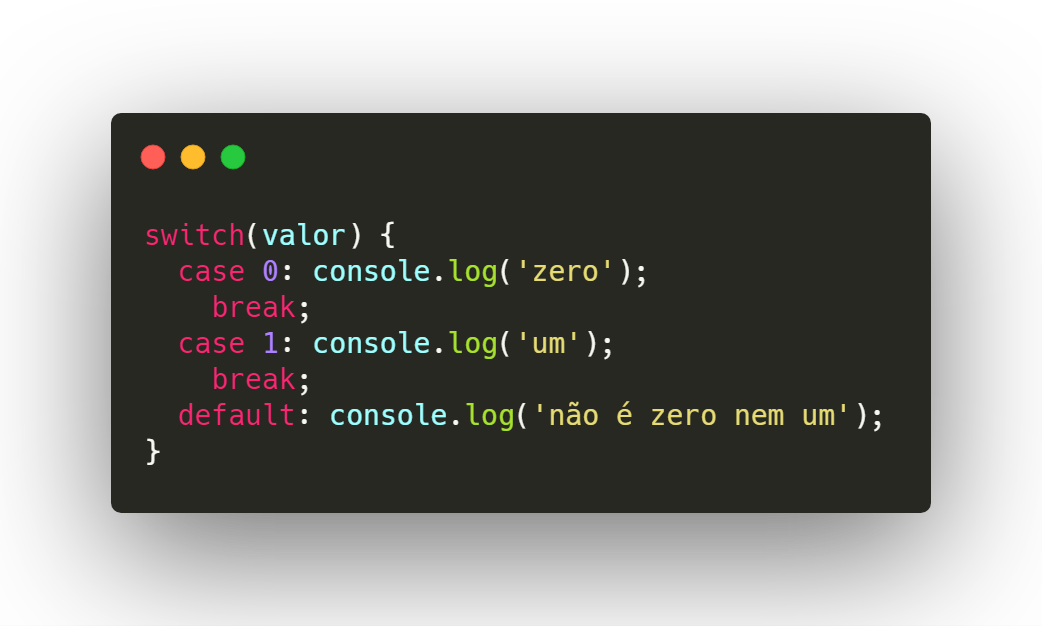 switch(valor) {
  case 0: console.log('zero');
    break;
  case 1: console.log('um');
    break;
  default: console.log('não é zero nem um');
}